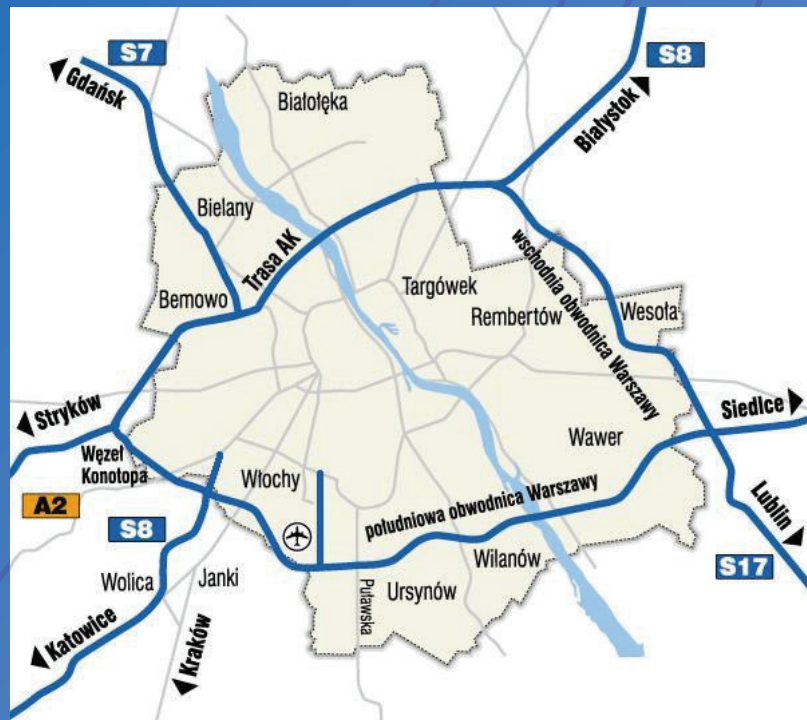 S7
Gdańsk
S8
Białystok
Białołęka
Bielany
Trasa AK
Bemowo
Targówek
Rembertów
wschodnia obwodnica Warszawy
Wesoła
Stryków
Siedlce
Węzeł
Konotopa
Wawer
A2
Włochy
południowa obwodnica Warszawy
Lublin
S8
S17
Wolica
Janki
Puławska
Ursynów
Wilanów
Katowice
Kraków